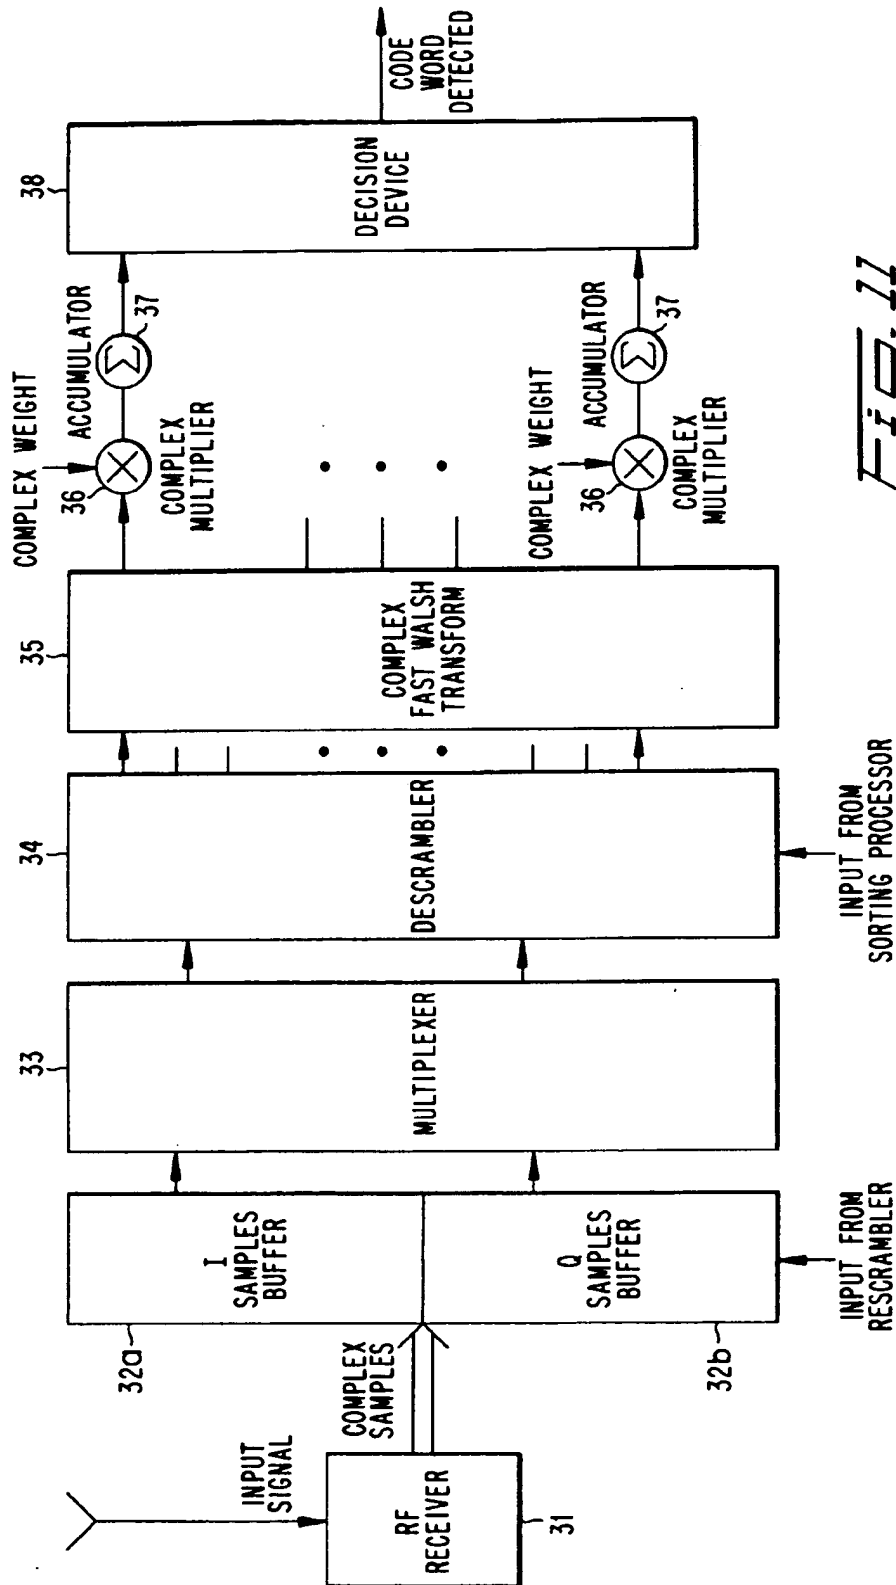 INPUT
SIGNAL
RF
RECEIVER
31
COMPLEX
SAMPLES
32a
I
SAMPLES
BUFFER
Q
SAMPLES
BUFFER
32b
INPUT FROM
RESCRAMBLER
33
MULTIPLEXER
34
DESCRAMBLER
INPUT FROM
SORTING PROCESSOR
35
COMPLEX
FAST WALSH
TRANSFORM
COMPLEX WEIGHT
36
X
COMPLEX
MULTIPLIER
ACCUMULATOR
Σ
37
COMPLEX WEIGHT
36
X
COMPLEX
MULTIPLIER
ACCUMULATOR
Σ
37
38
DECISION
DEVICE
CODE
WORD
DETECTED
Fig. 11